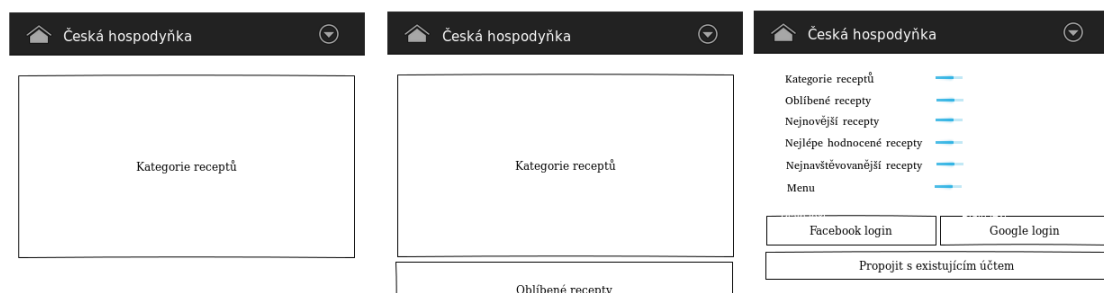 Česká hospodyňka
Kategorie receptů
Česká hospodyňka
Kategorie receptů
Oblíbené recepty
Česká hospodyňka
Kategorie receptů
Oblíbené recepty
Nejnovější recepty
Nejlépe hodnocené recepty
Nejnavštěvovanější recepty
Menu
Facebook login
Google login
Propojit s existujícím účtem